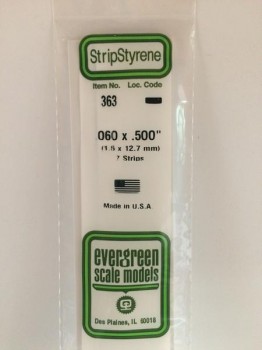 StripStyrene
Item No. Loc. Code
363
060 x .500"
(1.5 x 12.7 mm)
7 Strips
Made in U.S.A
evergreen
scale models
Des Plaines, IL 60018